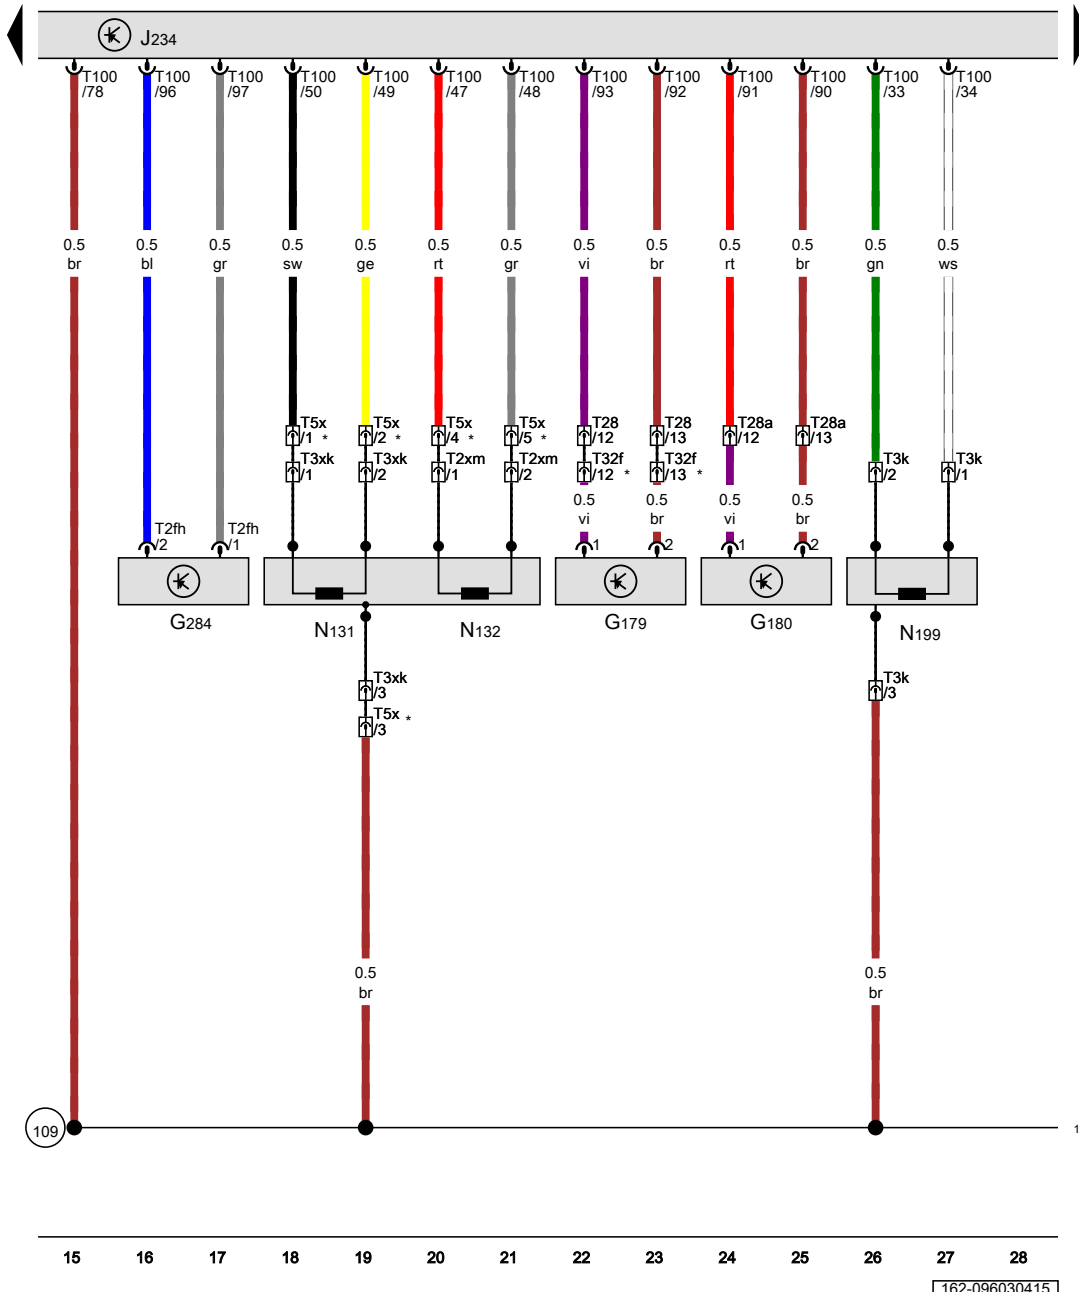 J234
T100 T100 T100 T100 T100 T100 T100 T100 T100 T100 T100 T100 T100
/78 /96 /97 /50 /49 /47 /48 /93 /92 /91 /90 /33 /34
0.5 0.5 0.5 0.5 0.5 0.5 0.5 0.5 0.5 0.5 0.5 0.5 0.5
br bl gr sw ge rt gr vi br rt br gn ws
T5x T5x T5x T5x T28 T28 T28a T28a
/1 * /2 * /4 * /5 * /12 /13 /12 /13
T3xk T3xk T2xm T2xm T32f T32f T3k T3k
/1 /2 /1 /2 /12 * /13 * /2 /1
0.5 0.5 0.5 0.5
vi br vi br
T2fh T2fh
/2 /1 1 2 1 2
G284 N131 N132 G179 G180 N199
T3xk T3k
/3 /3
T5x *
/3
0.5 0.5
br br
109 1
15 16 17 18 19 20 21 22 23 24 25 26 27 28
162-096030415